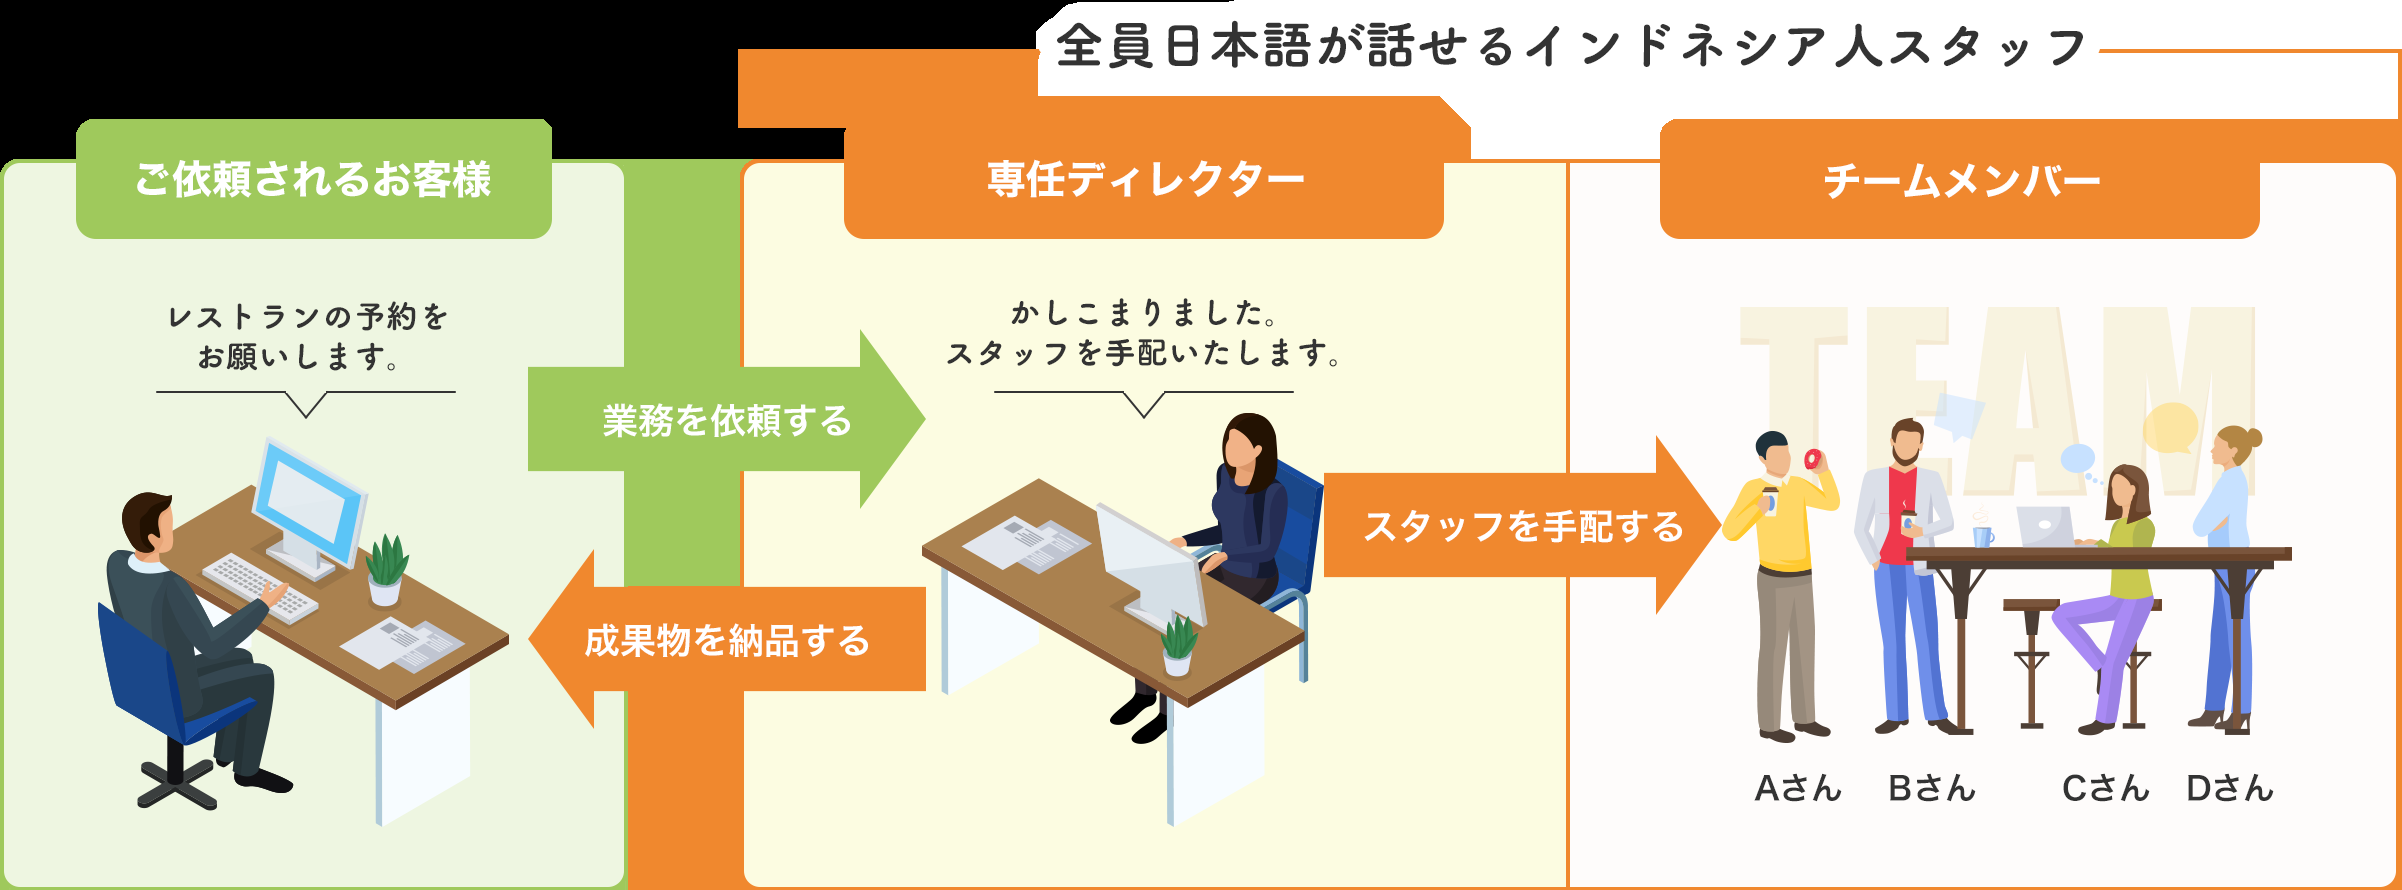 全員日本語が話せるインドネシア人スタッフ
ご依頼されるお客様
専任ディレクター
チームメンバー
レストランの予約を
お願いします。
かしこまりました。
スタッフを手配いたします。
業務を依頼する
成果物を納品する
スタッフを手配する
TEAM
Aさん
Bさん
Cさん
Dさん